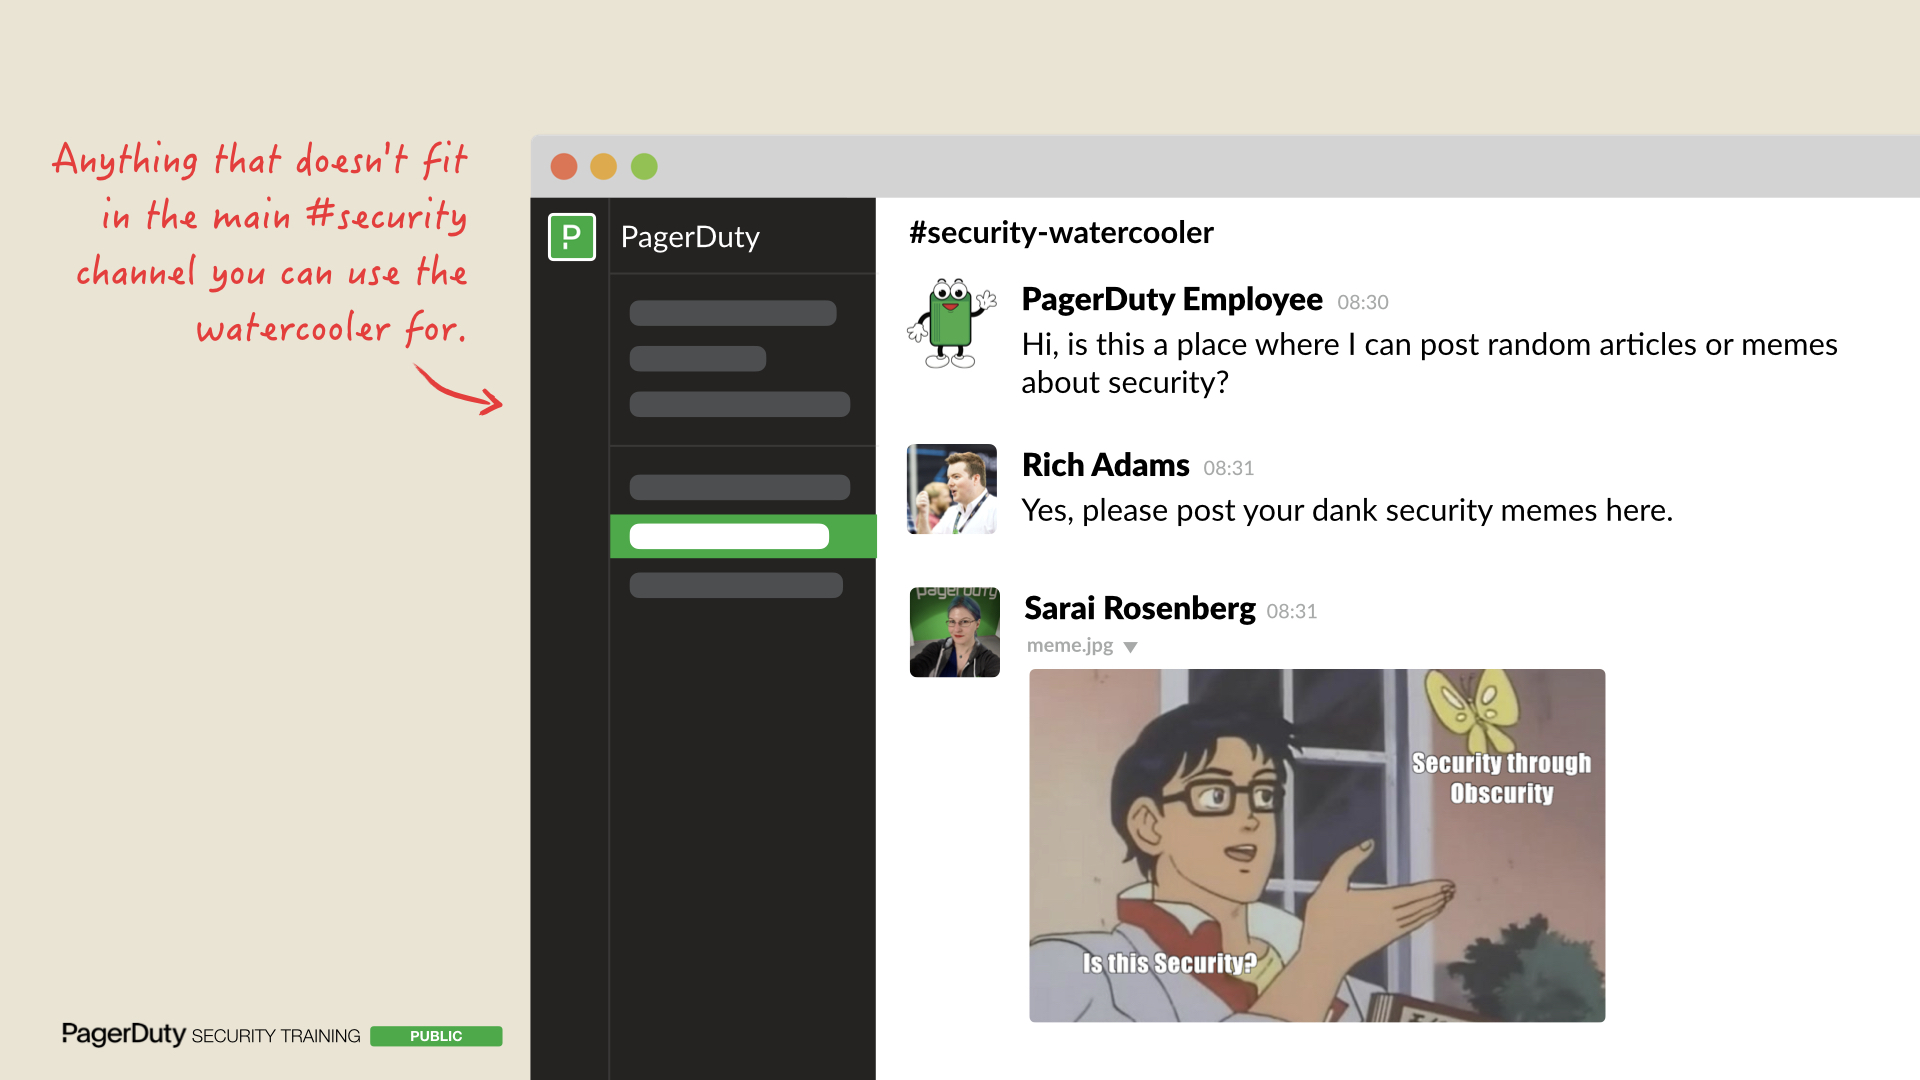 Anything that doesn't fit
in the main #security
channel you can use the
watercooler for.
P
PagerDuty
#security-watercooler
PagerDuty Employee 08:30
Hi, is this a place where I can post random articles or memes
about security?
Rich Adams 08:31
Yes, please post your dank security memes here.
pagerduty
Sarai Rosenberg 08:31
meme.jpg
Security through
Obscurity
Is this Security?
PagerDuty SECURITY TRAINING PUBLIC